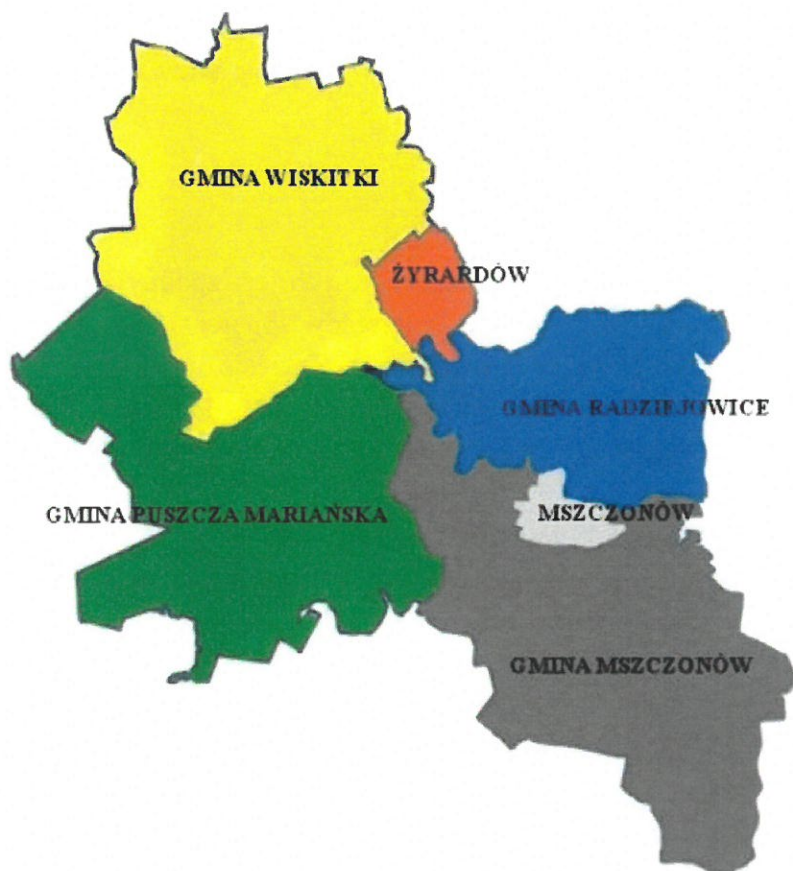 GMINA WISKITKI
ŻYRARDÓW
GMINA RADZIEJOWICE
GMINA PUSZCZA MARIAŃSKA
MSZCZONÓW
GMINA MSZCZONÓW